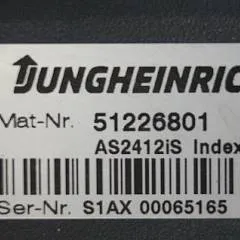 JUNGHEINRIC
Mat-Nr. 51226801
AS2412iS Index
Ser-Nr. S1AX 00065165